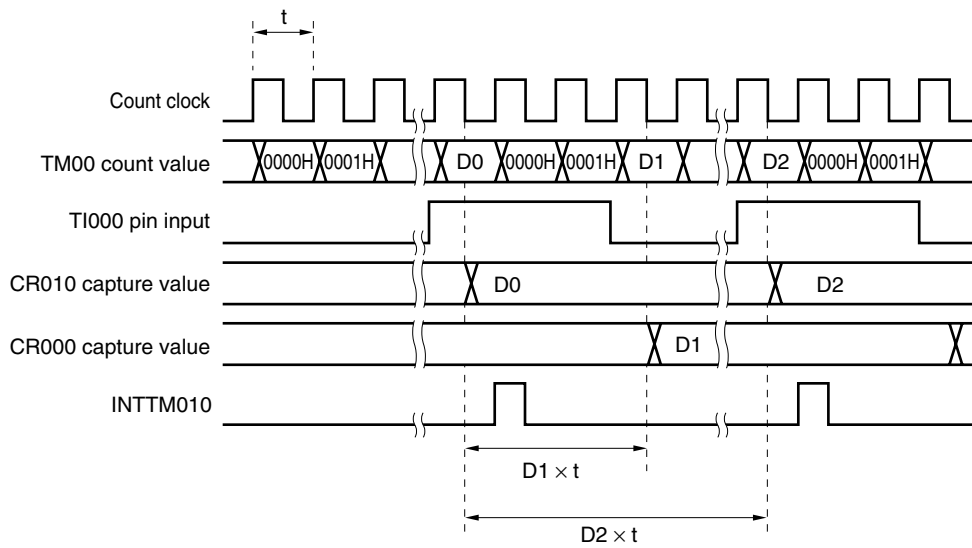 t
Count clock
TM00 count value 0000H 0001H D0 0000H 0001H D1 D2 0000H 0001H
TI000 pin input
CR010 capture value D0 D2
CR000 capture value D1
INTTM010
D1 × t
D2 × t